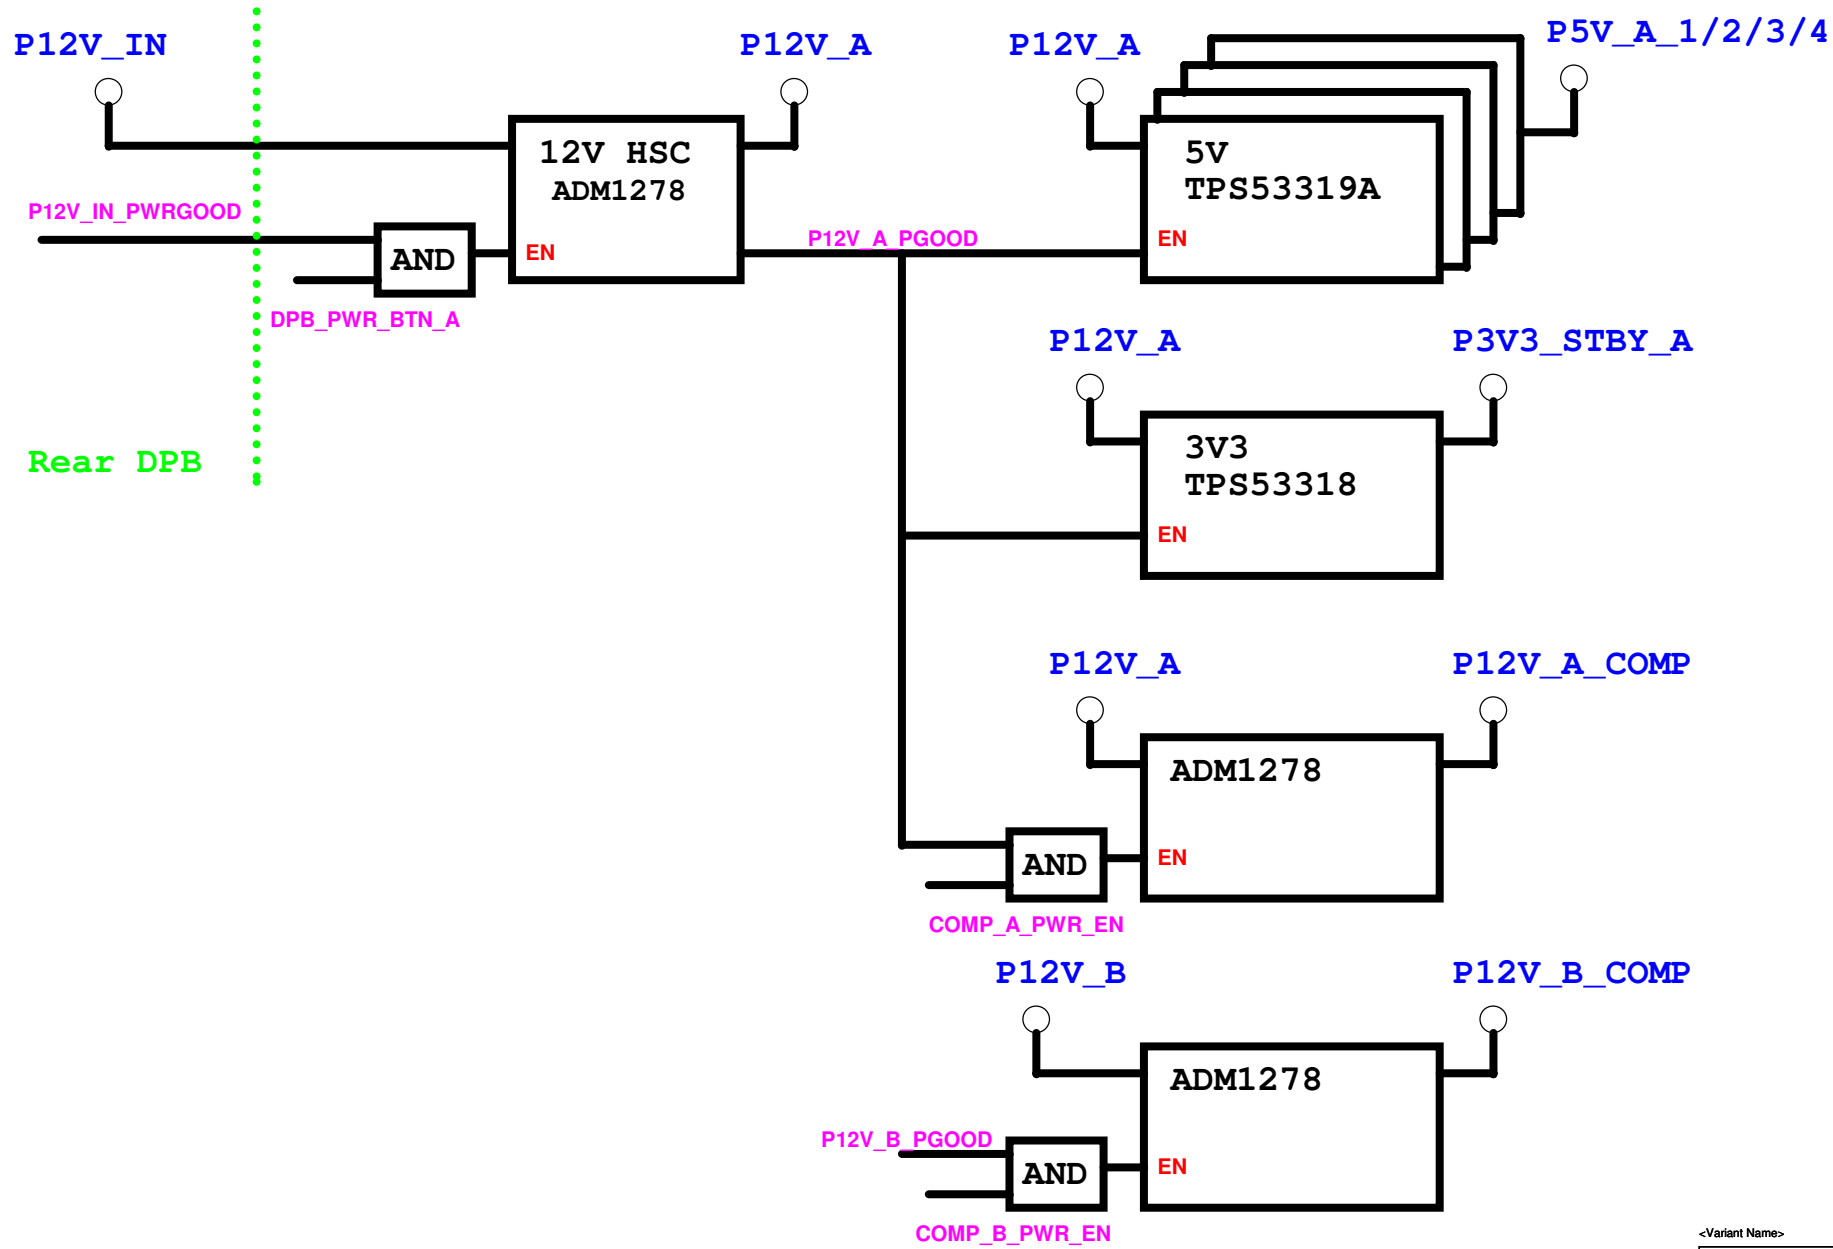 P12V_IN
P12V_A
P12V_A
P5V_A_1/2/3/4
12V HSC
ADM1278
5V
TPS53319A
P12V_IN_PWRGOOD
AND
EN
P12V_A_PGOOD
EN
DPB_PWR_BTN_A
P12V_A
P3V3_STBY_A
Rear DPB
3V3
TPS53318
EN
P12V_A
P12V_A_COMP
ADM1278
AND
EN
COMP_A_PWR_EN
P12V_B
P12V_B_COMP
ADM1278
P12V_B_PGOOD
AND
EN
COMP_B_PWR_EN
<Variant Name>